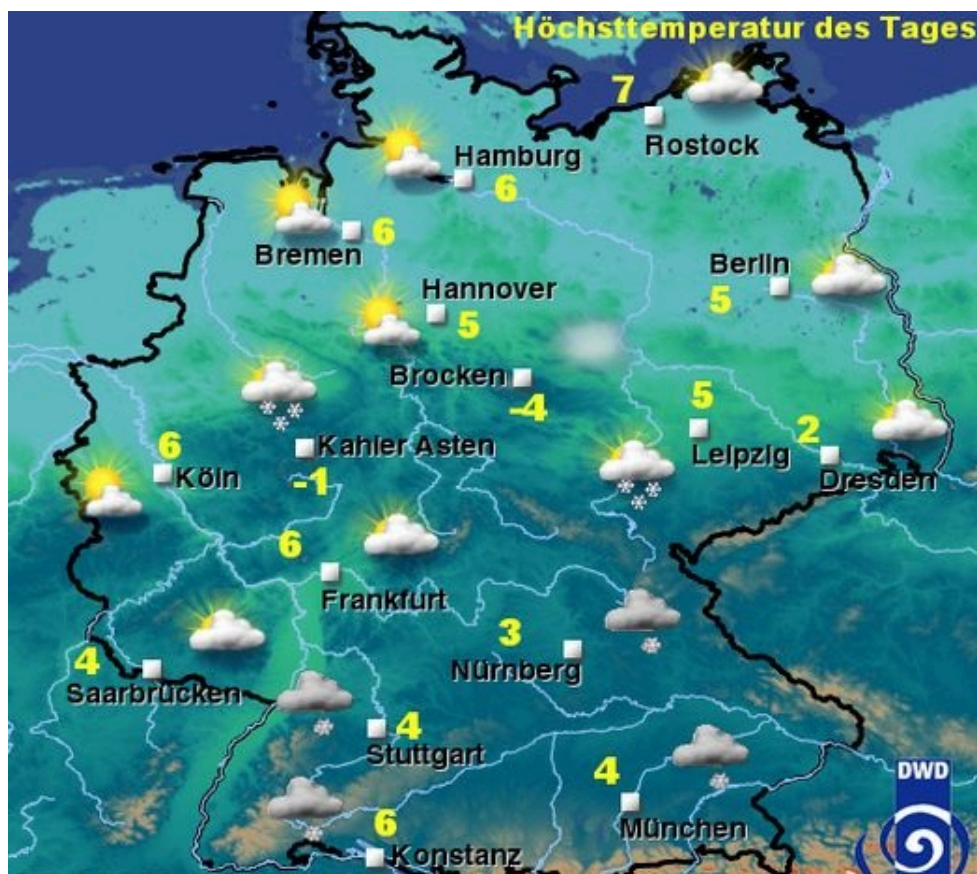 Höchsttemperatur des Tages
7
Rostock
Hamburg
6
6
Bremen
Berlin
5
Hannover
5
Brocken
-4
5
Leipzig
2
Dresden
6
Köln
Kahler Asten
-1
6
Frankfurt
3
Nürnberg
4
Saarbrücken
4
Stuttgart
4
München
6
Konstanz
DWD